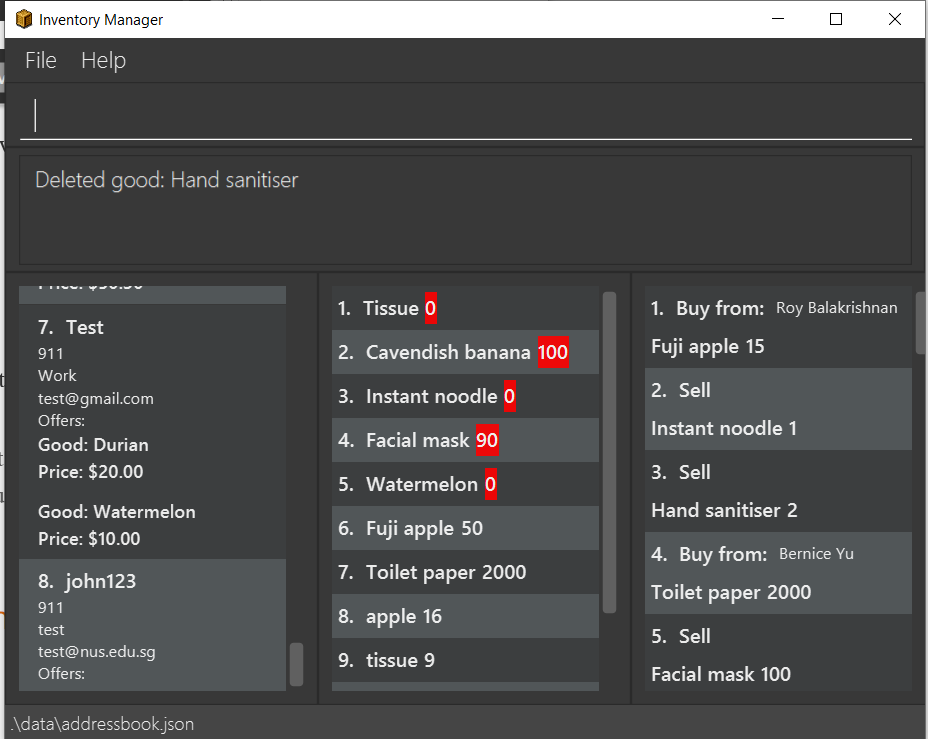 Inventory Manager
File Help
Deleted good: Hand sanitiser
7. Test
911
Work
test@gmail.com
Offers:
Good: Durian
Price: $20.00
Good: Watermelon
Price: $10.00
8. john123
911
test
test@nus.edu.sg
Offers:
1. Tissue 0
2. Cavendish banana 100
3. Instant noodle 0
4. Facial mask 90
5. Watermelon 0
6. Fuji apple 50
7. Toilet paper 2000
8. apple 16
9. tissue 9
1. Buy from: Roy Balakrishnan
Fuji apple 15
2. Sell
Instant noodle 1
3. Sell
Hand sanitiser 2
4. Buy from: Bernice Yu
Toilet paper 2000
5. Sell
Facial mask 100
.\data\addressbook.json